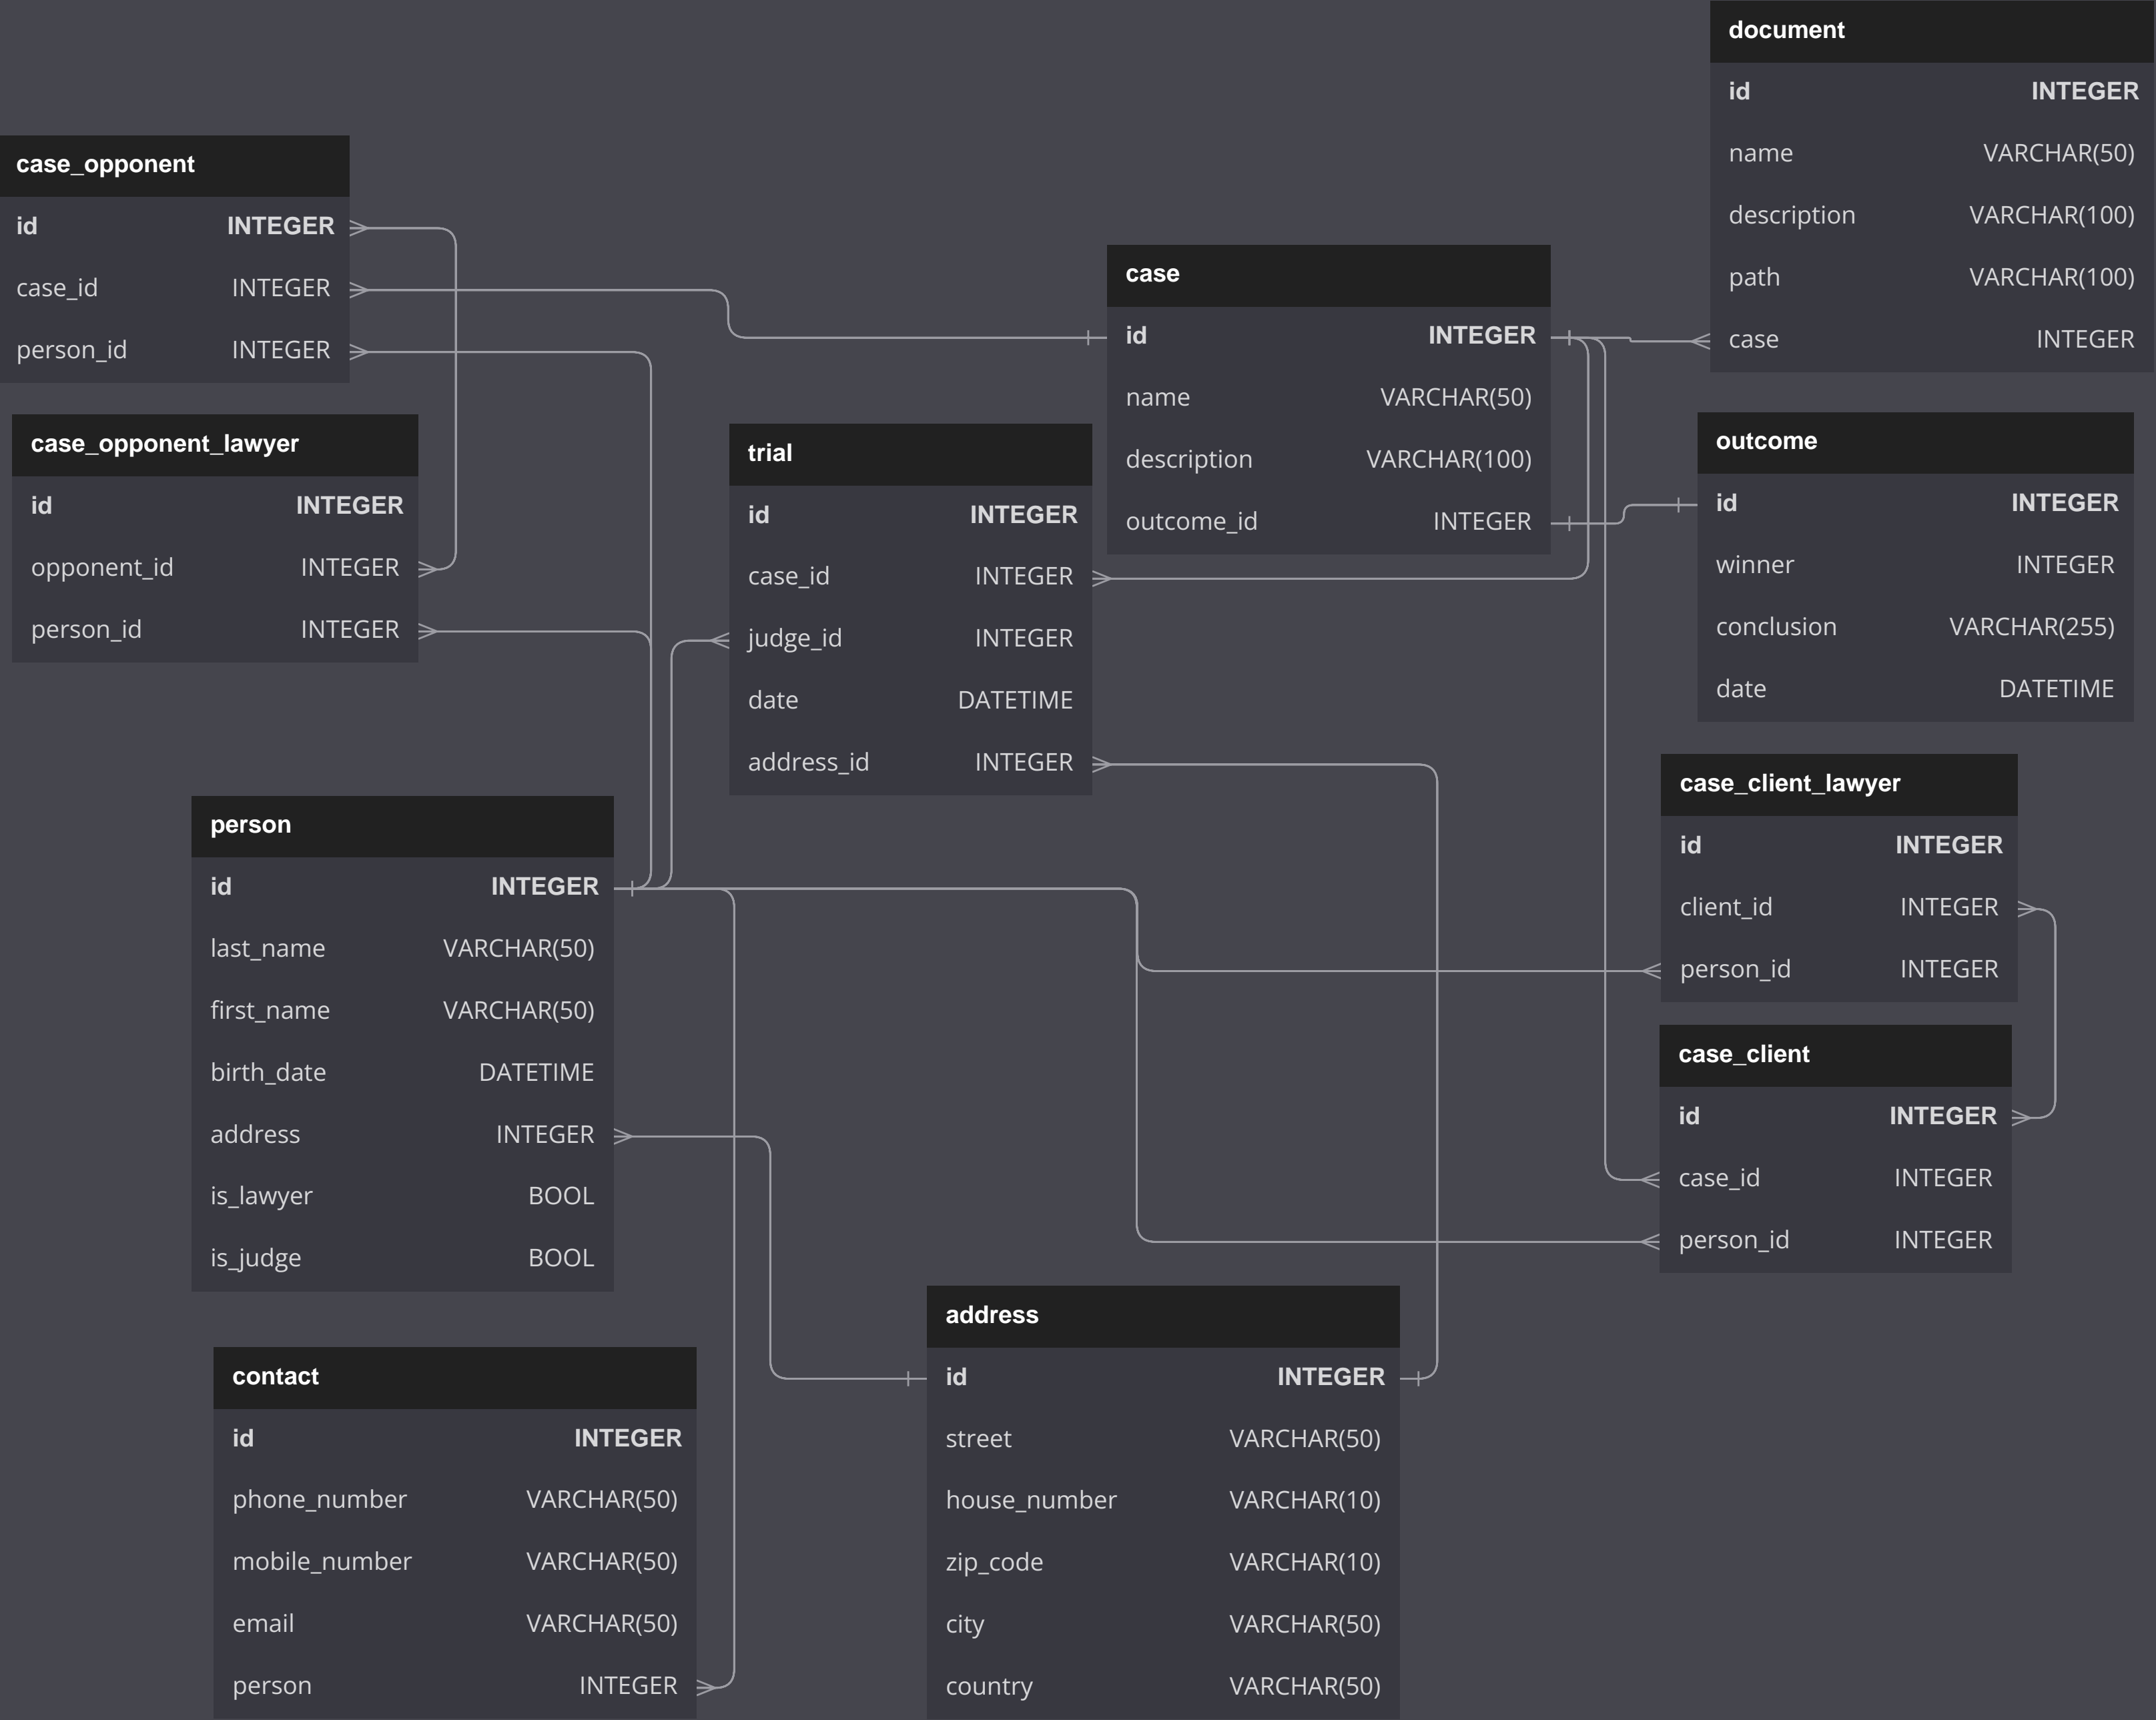 document
id INTEGER
name VARCHAR(50)
description VARCHAR(100)
path VARCHAR(100)
case INTEGER
case_opponent
id INTEGER
case_id INTEGER
person_id INTEGER
case
id INTEGER
name VARCHAR(50)
description VARCHAR(100)
outcome_id INTEGER
case_opponent_lawyer
id INTEGER
opponent_id INTEGER
person_id INTEGER
trial
id INTEGER
case_id INTEGER
judge_id INTEGER
date DATETIME
address_id INTEGER
outcome
id INTEGER
winner INTEGER
conclusion VARCHAR(255)
date DATETIME
case_client_lawyer
id INTEGER
client_id INTEGER
person_id INTEGER
person
id INTEGER
last_name VARCHAR(50)
first_name VARCHAR(50)
birth_date DATETIME
address INTEGER
is_lawyer BOOL
is_judge BOOL
case_client
id INTEGER
case_id INTEGER
person_id INTEGER
address
id INTEGER
street VARCHAR(50)
house_number VARCHAR(10)
zip_code VARCHAR(10)
city VARCHAR(50)
country VARCHAR(50)
contact
id INTEGER
phone_number VARCHAR(50)
mobile_number VARCHAR(50)
email VARCHAR(50)
person INTEGER